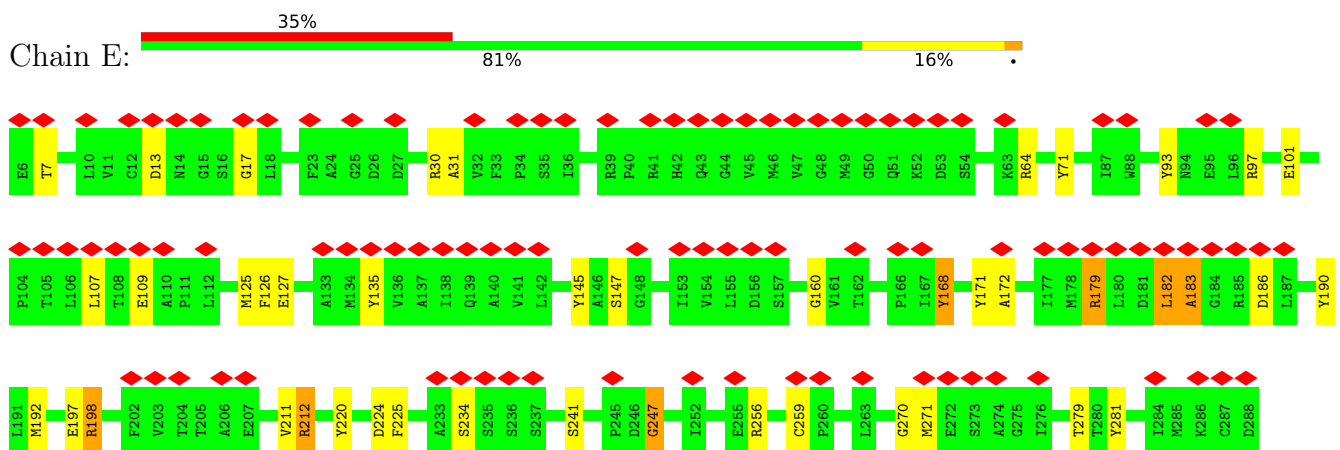 35%
Chain E:
81% 16% •
E6 T7 L10 V11 C12 D13 N14 G15 S16 G17 L18 F23 A24 G25 D26 D27 R30 A31 V32 F33 P34 S35 I36 R39 P40 R41 H42 Q43 G44 V45 M46 V47 G48 M49 G50 Q51 K52 D53 S54 K63 R64 Y71 I87 W88 Y93 N94 E95 L96 R97 E101
P104 T105 L106 L107 T108 E109 A110 P111 L112 M125 F126 E127 A133 M134 Y135 V136 A137 I138 Q139 A140 V141 L142 Y145 A146 S147 G148 I153 V154 L155 D156 S157 G160 V161 T162 P166 I167 Y168 Y171 A172 I177 M178 R179 L180 D181 L182 A183 G184 R185 D186 L187 Y190
L191 M192 E197 R198 F202 V203 T204 T205 A206 E207 V211 R212 Y220 D224 F225 A233 S234 S235 S236 S237 S241 P245 D246 G247 I252 E255 R256 C259 P260 L263 G270 M271 E272 S273 A274 G275 I276 T279 T280 Y281 I284 M285 K286 C287 D288